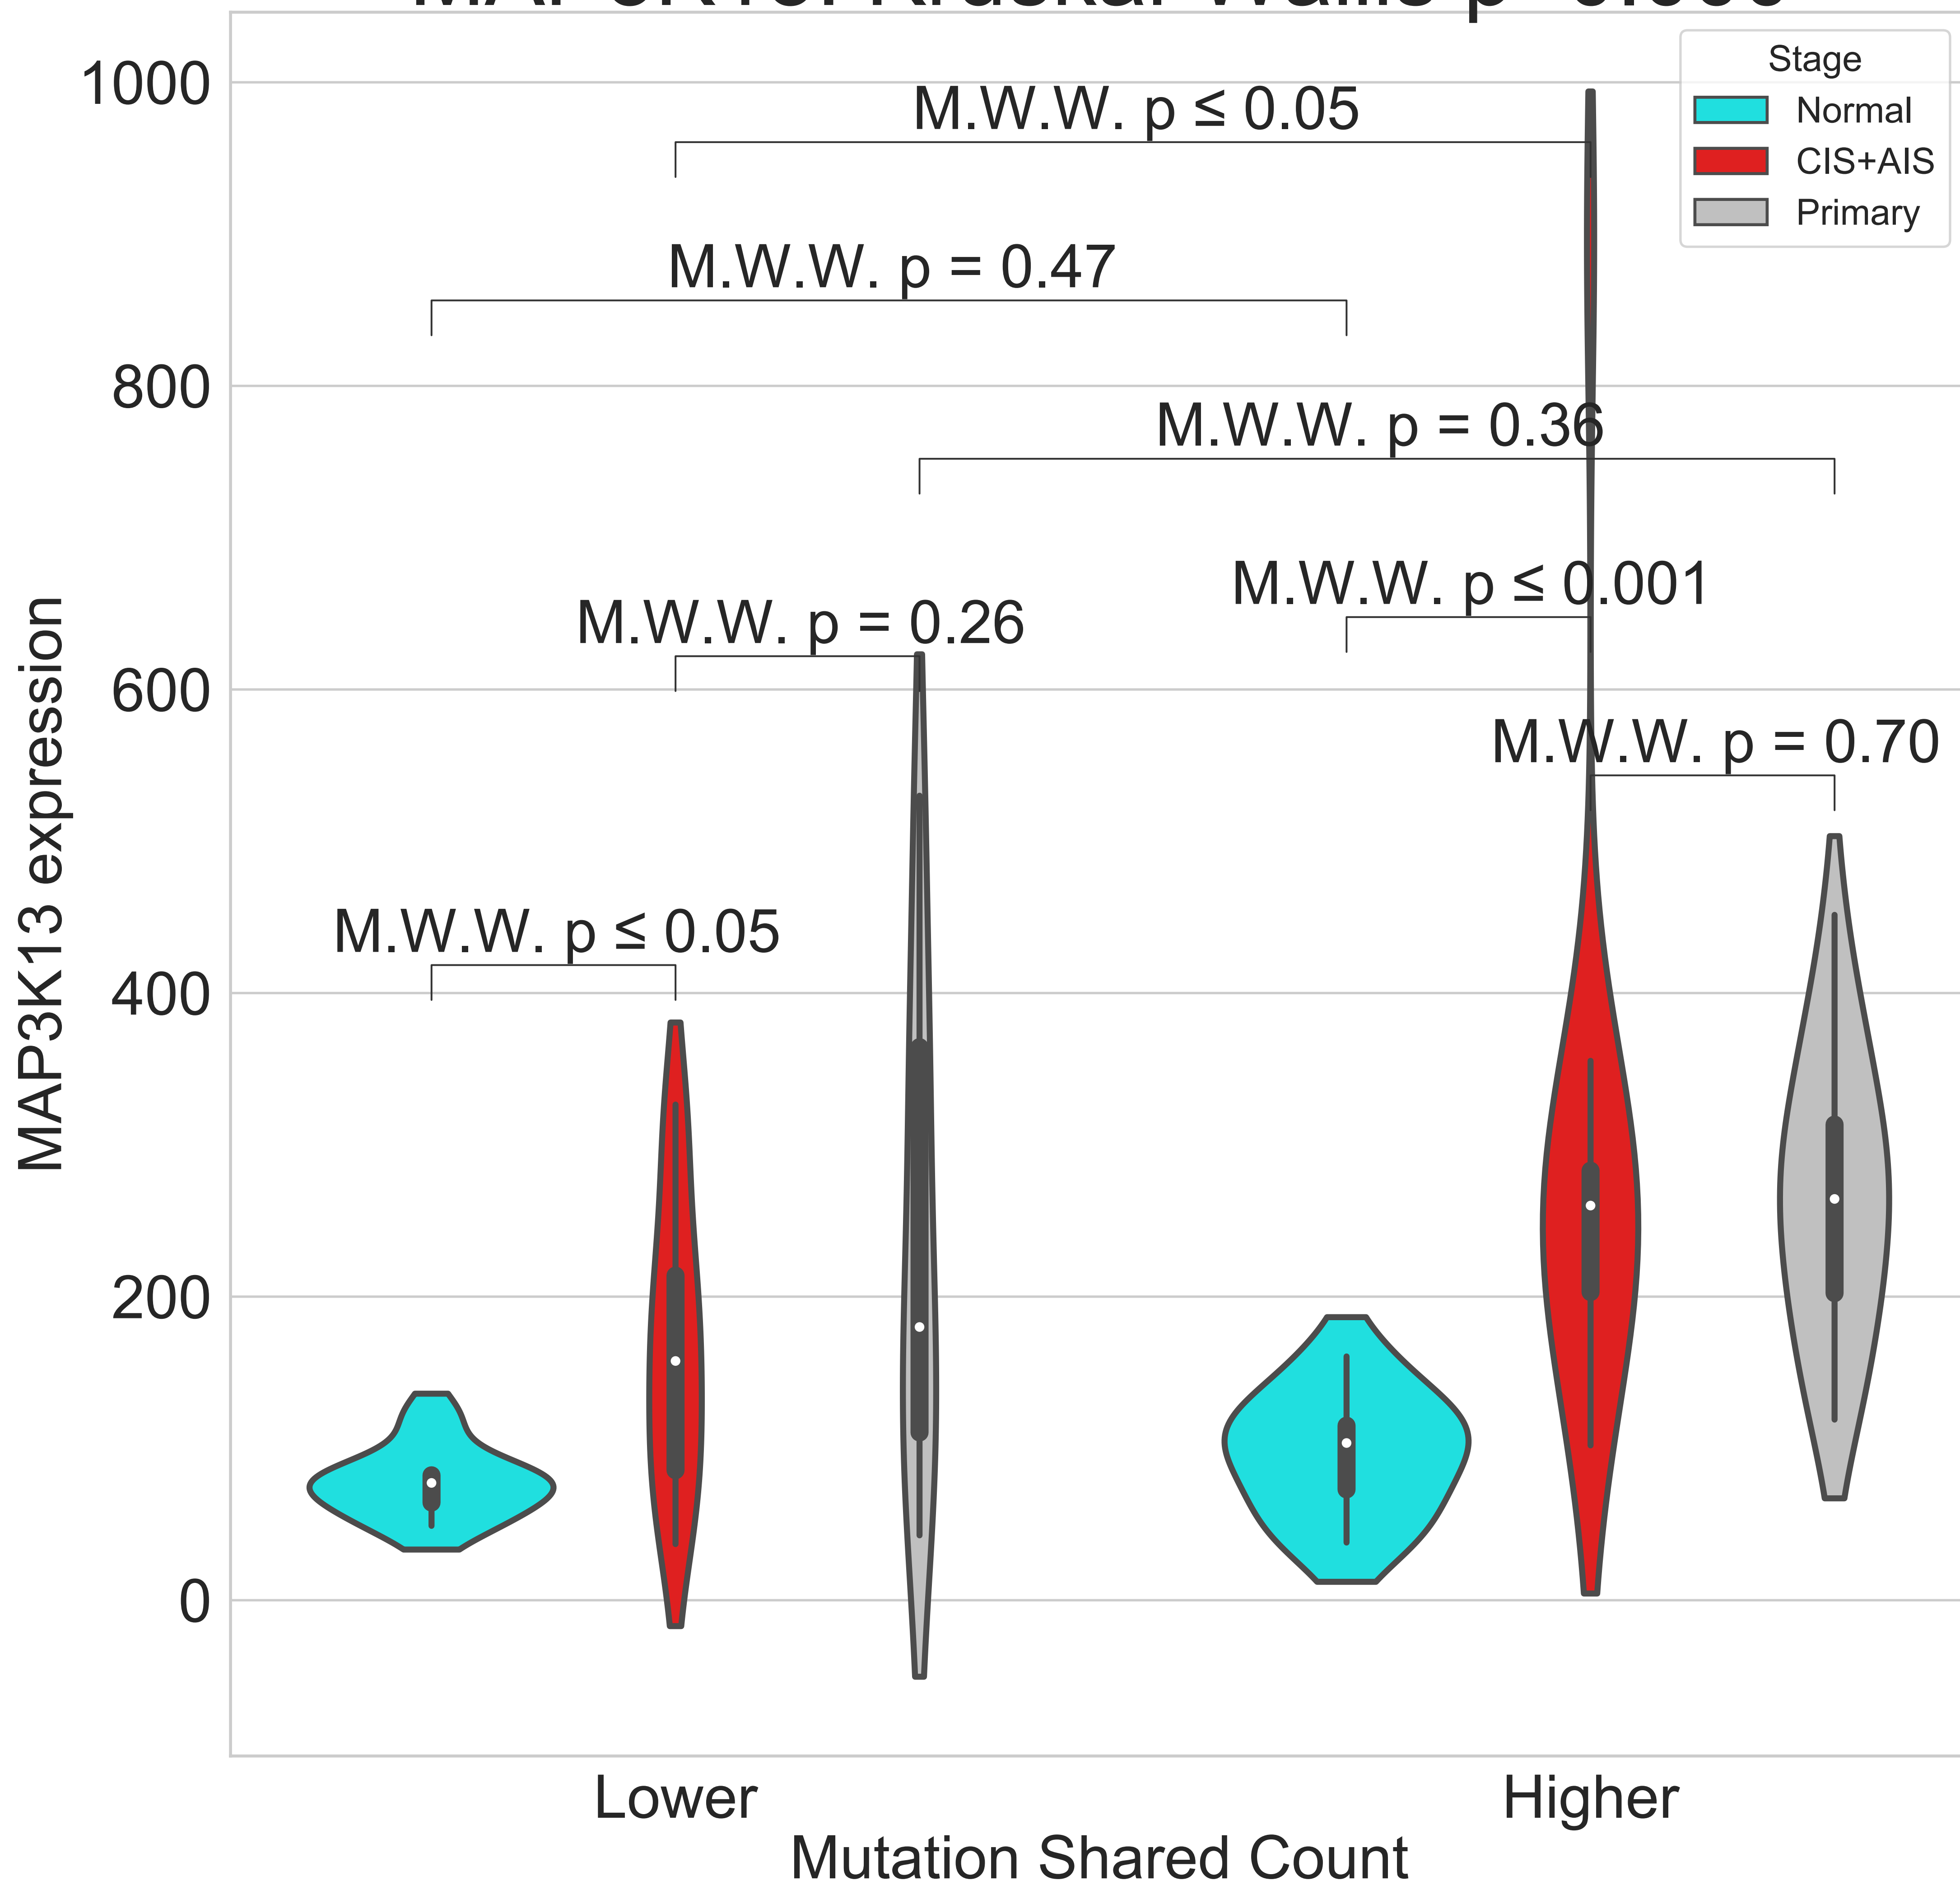 1000
800
600
400
200
0
MAP3K13 expression
Stage
Normal
CIS+AIS
Primary
M.W.W. p ≤ 0.05
M.W.W. p = 0.47
M.W.W. p = 0.36
M.W.W. p ≤ 0.001
M.W.W. p = 0.26
M.W.W. p = 0.70
M.W.W. p ≤ 0.05
Lower
Higher
Mutation Shared Count